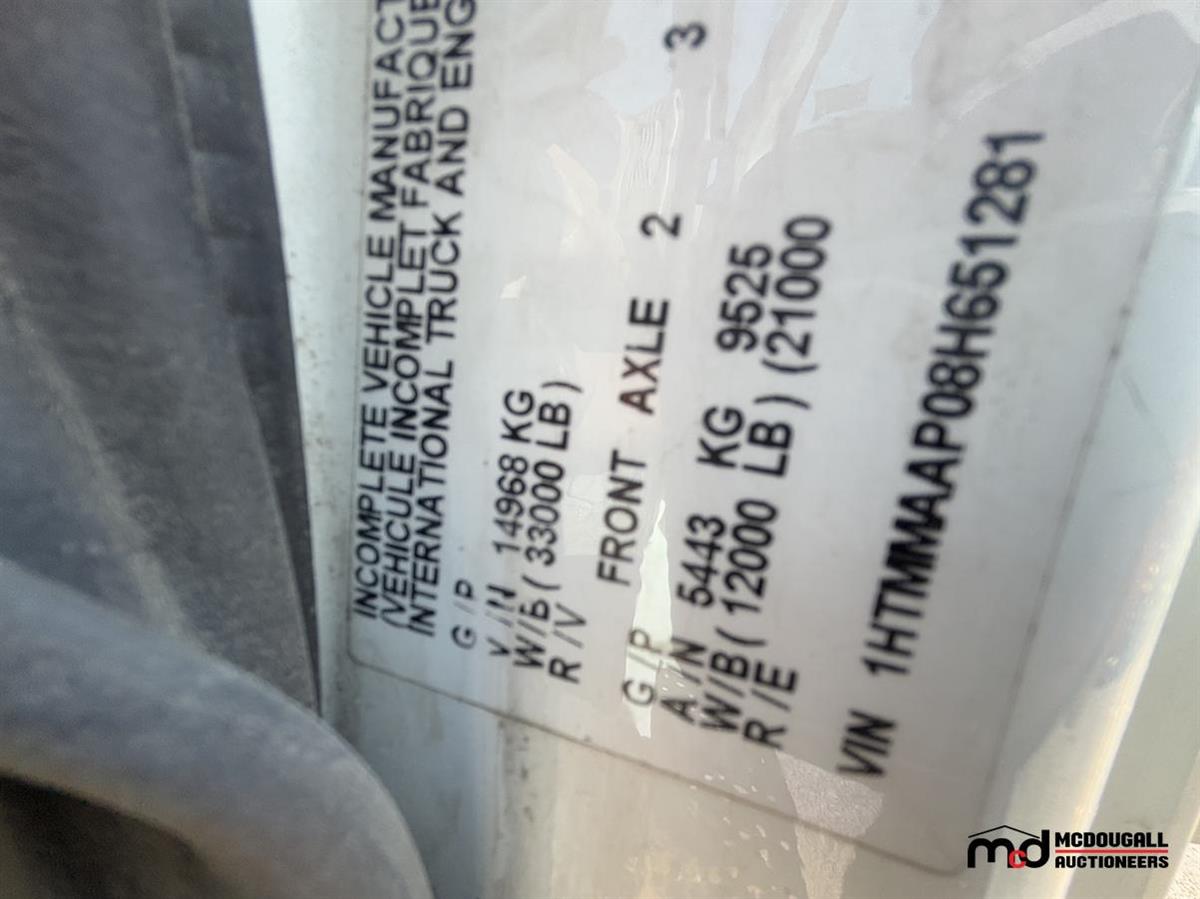 INCOMPLETE VEHICLE MANUFACT
(VEHICULE INCOMPLET FABRIQUE
INTERNATIONAL TRUCK AND ENG
G /P
V /N 14968 KG
W/B ( 33000 LB )
R /V
FRONT AXLE 2 3
G /P
A /N 5443 KG 9525
W/B ( 12000 LB ) (21000
R /E
VIN 1HTMMAAP08H651281
mcd MCDOUGALL
AUCTIONEERS